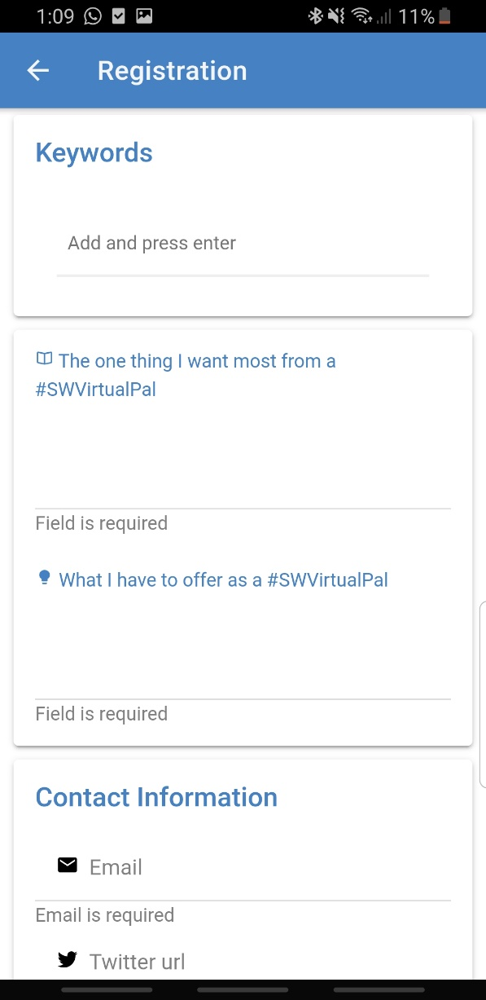 1:09 11%
Registration
Keywords
Add and press enter
The one thing I want most from a
#SWVirtualPal
Field is required
What I have to offer as a #SWVirtualPal
Field is required
Contact Information
Email
Email is required
Twitter url